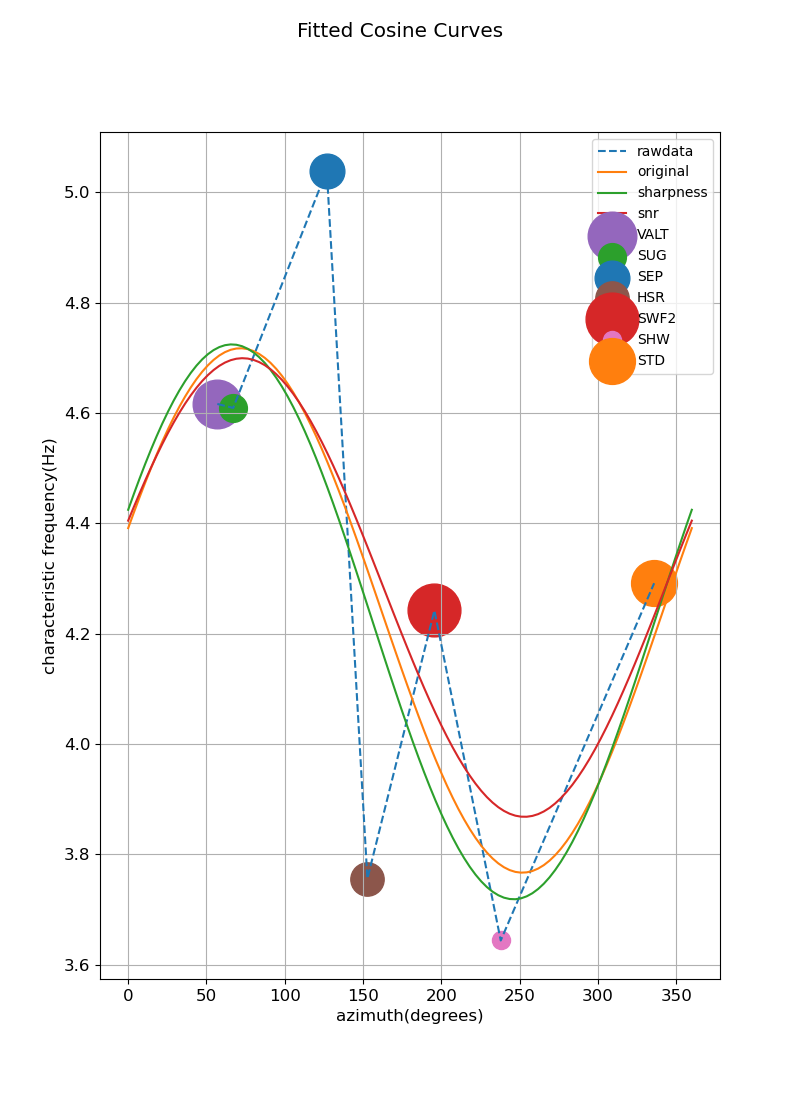 Fitted Cosine Curves
rawdata
original
sharpness
snr
VALT
SUG
SEP
HSR
SWF2
SHW
STD
characteristic frequency(Hz)
5.0
4.8
4.6
4.4
4.2
4.0
3.8
3.6
0 50 100 150 200 250 300 350
azimuth(degrees)